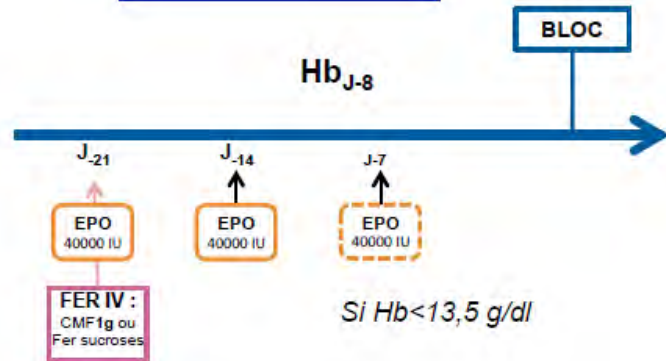 BLOC
Hb J-8
J-21 J-14 J-7
EPO EPO EPO
40000 IU 40000 IU 40000 IU
FER IV :
CMF1g ou
Fer sucroses
Si Hb<13,5 g/dl